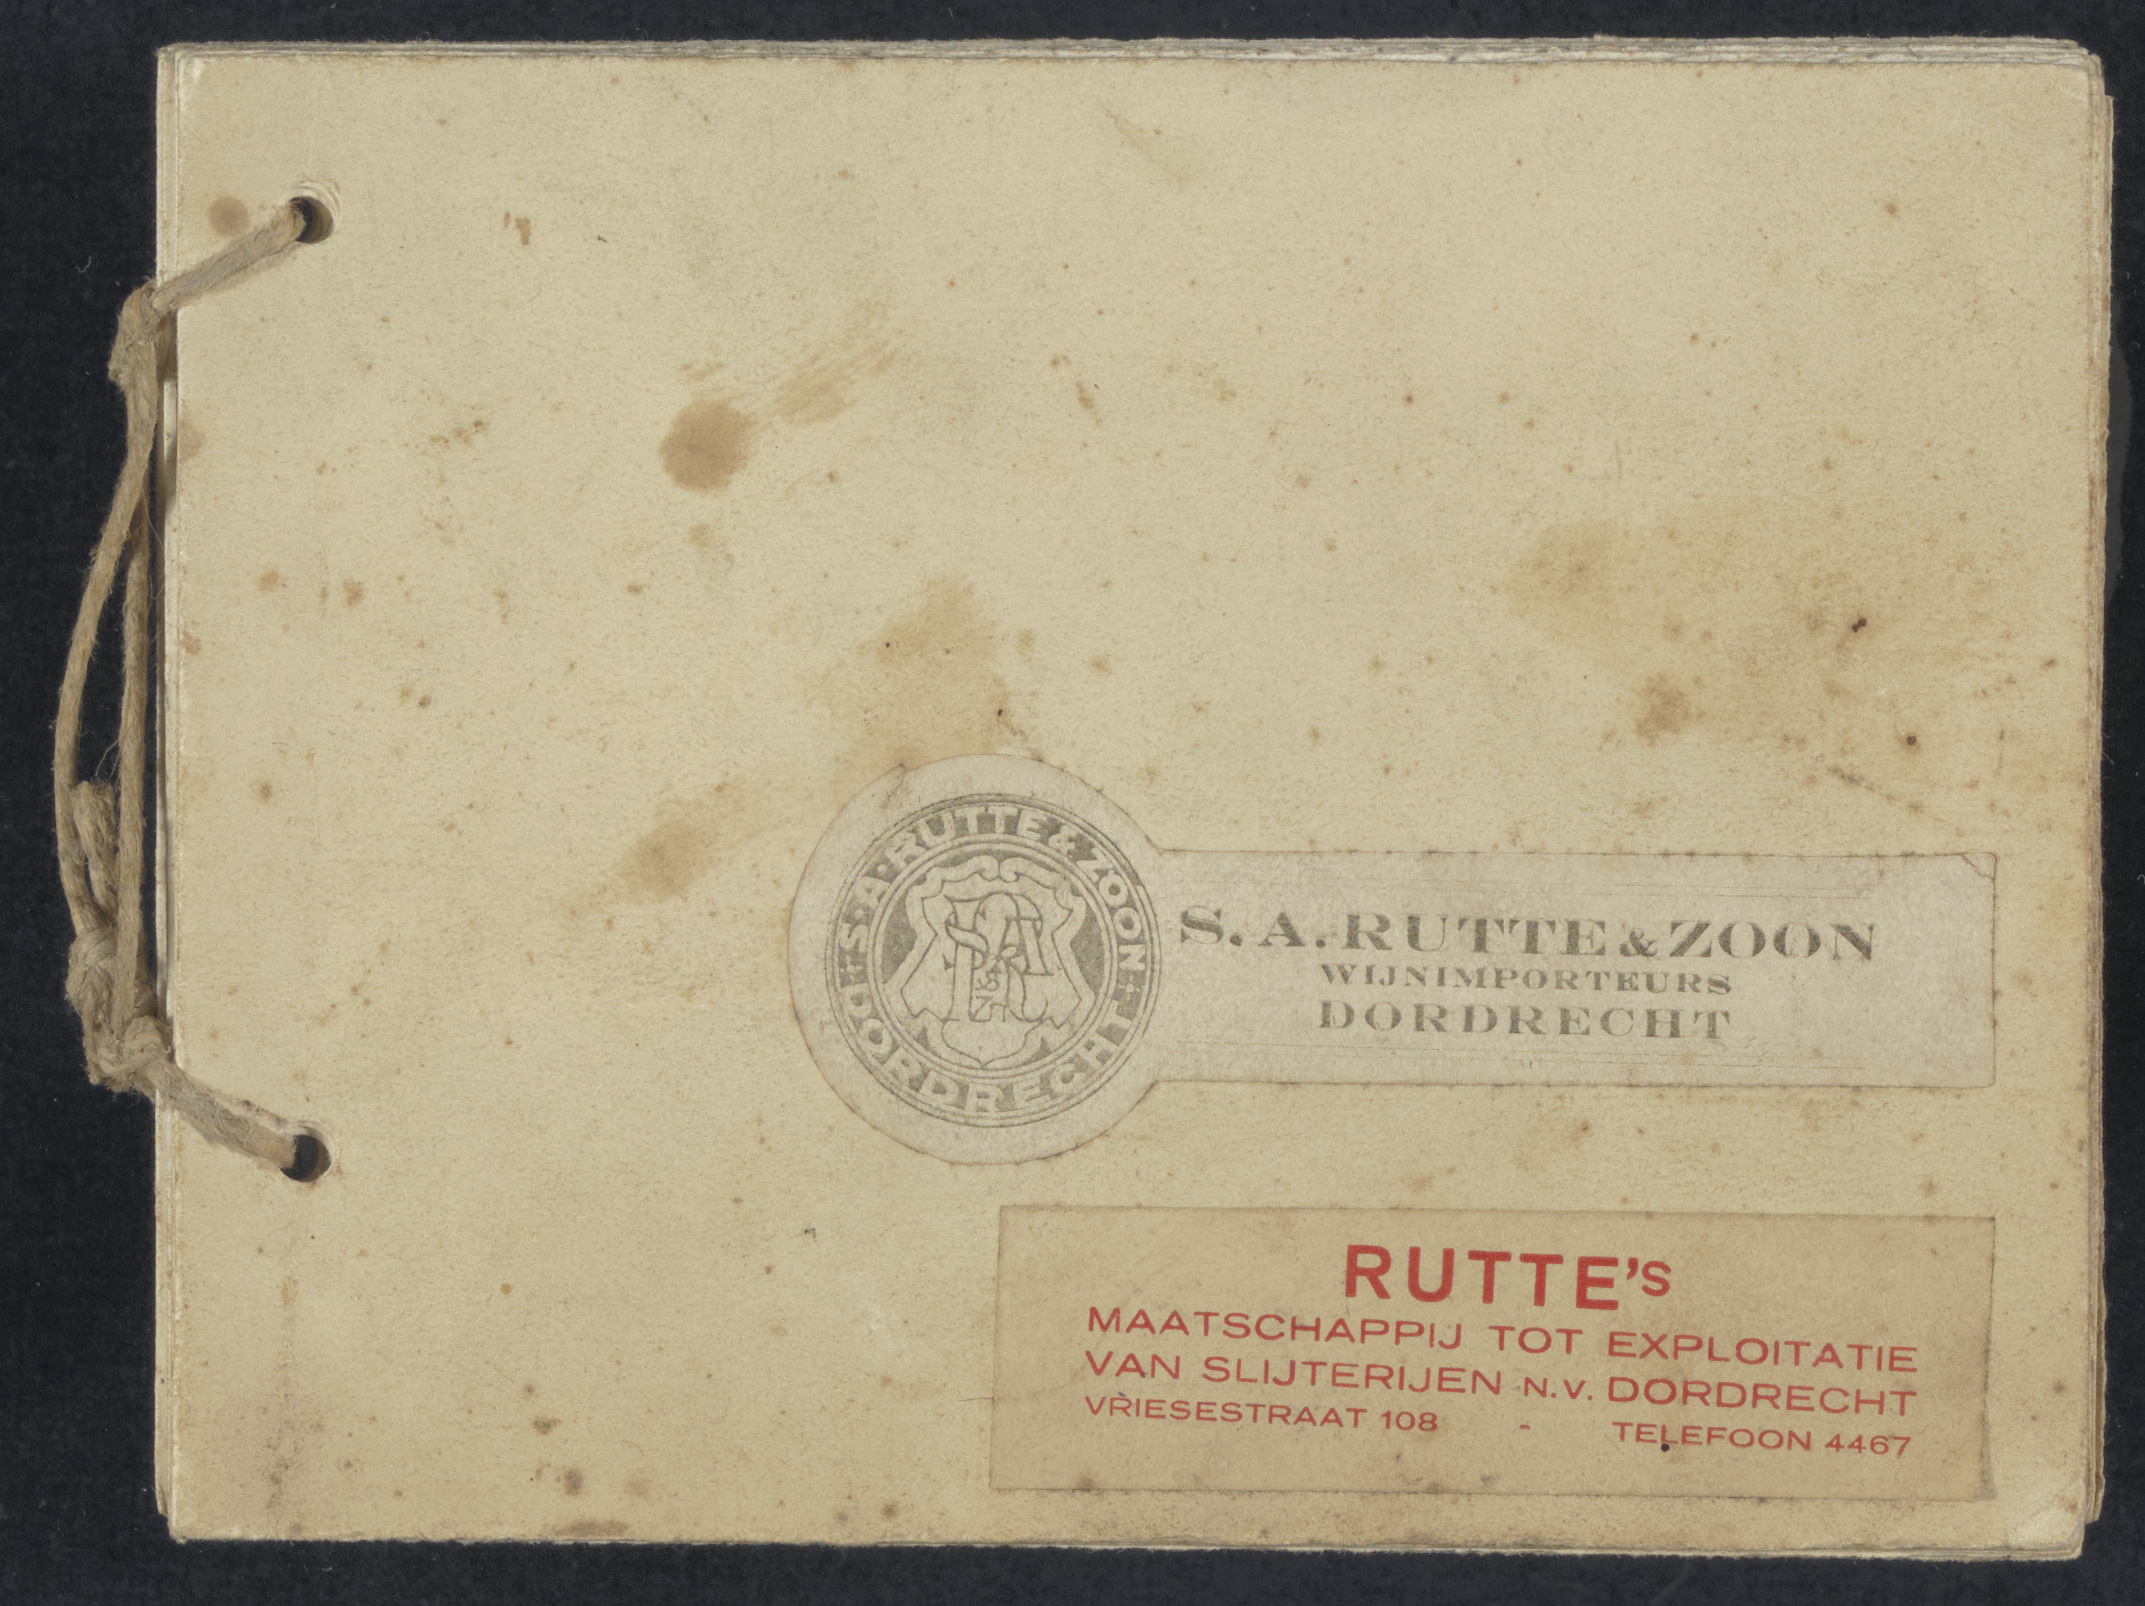 S.A.RUTTE & ZOON
DORDRECHT
S.A. RUTTE & ZOON
WIJNIMPORTEURS
DORDRECHT
RUTTE'S
MAATSCHAPPIJ TOT EXPLOITATIE
VAN SLIJTERIJEN N.V. DORDRECHT
VRIESESTRAAT 108 - TELEFOON 4467